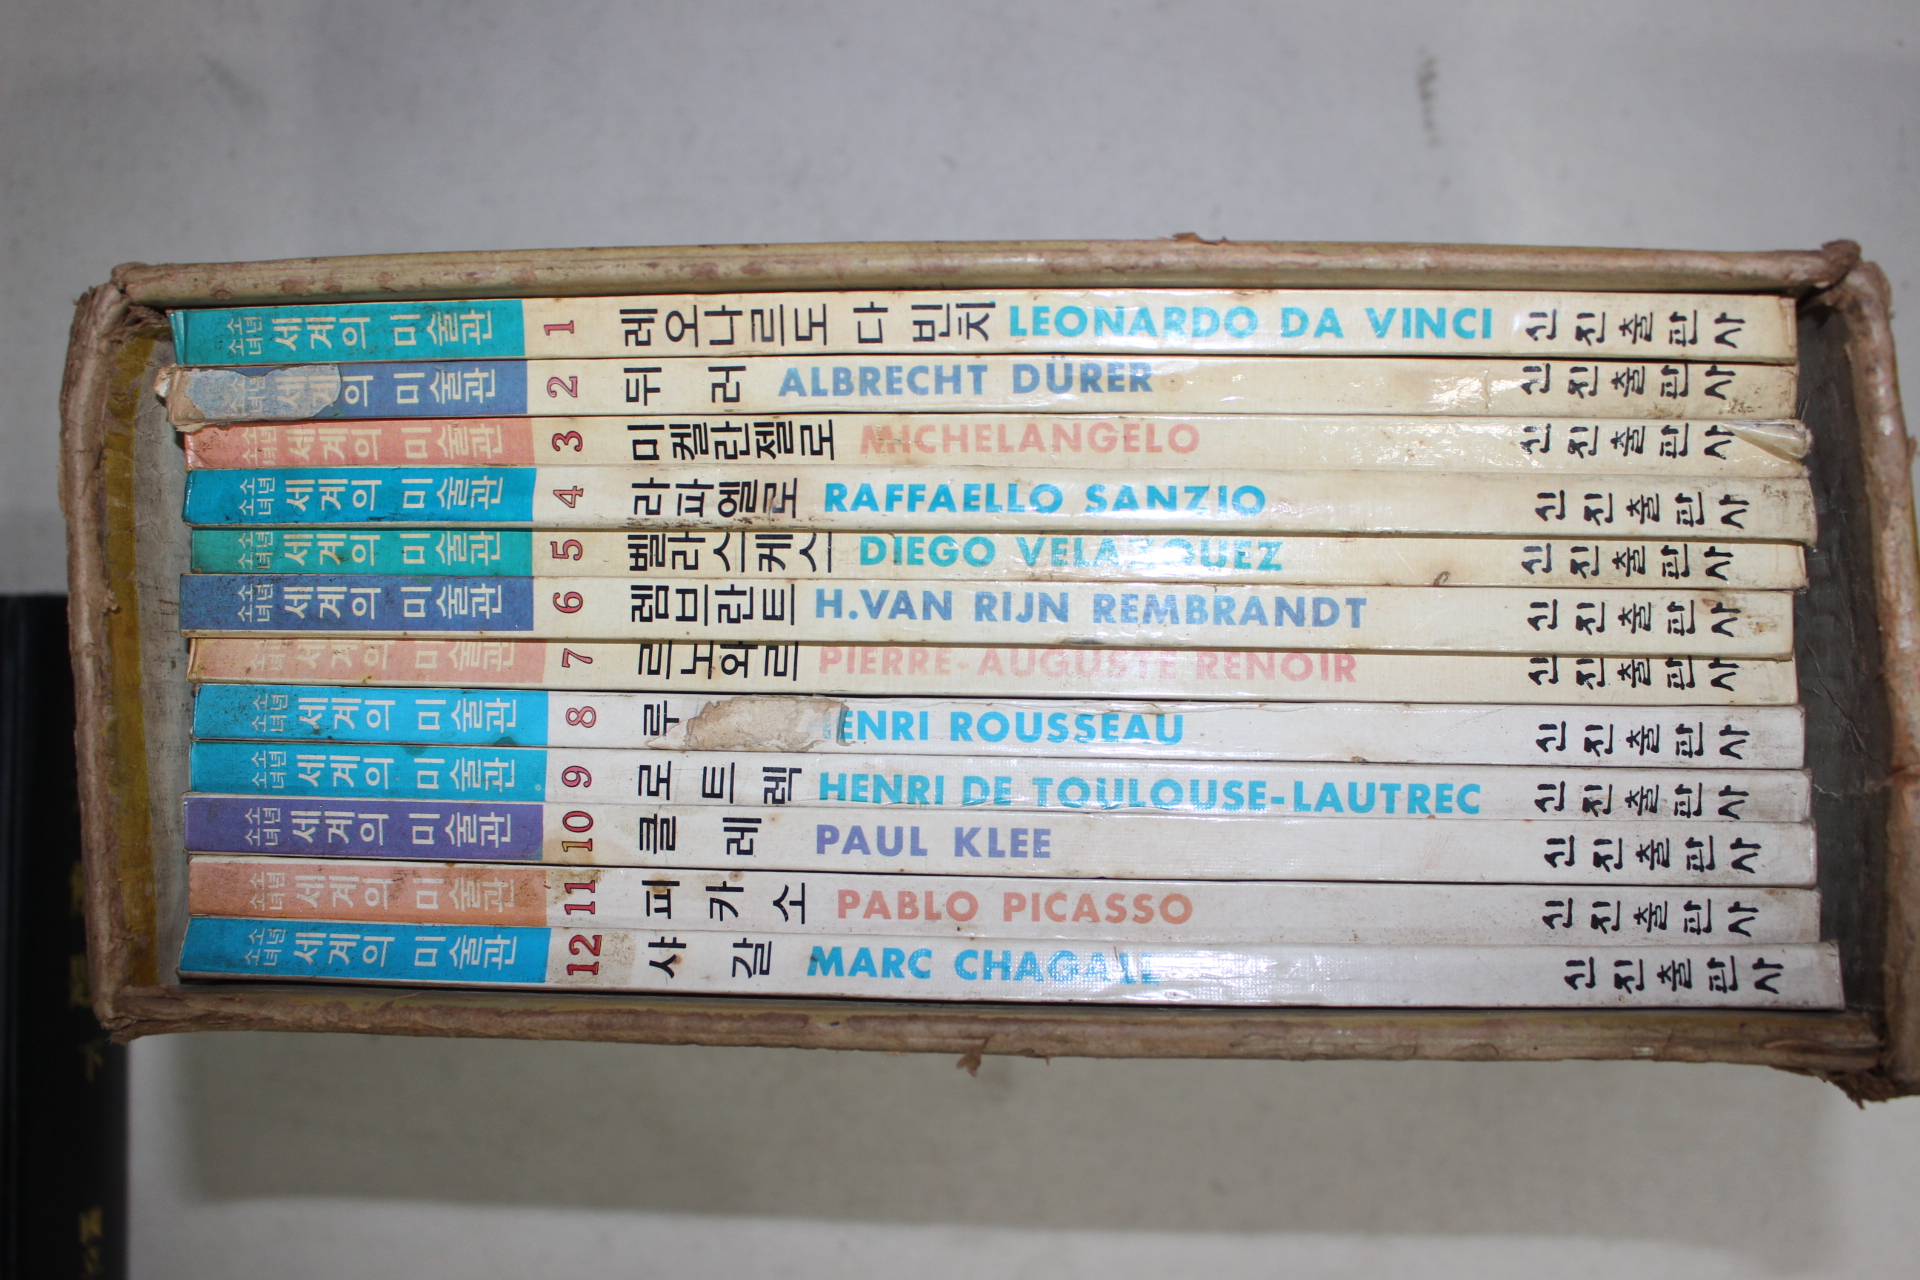 소년소녀 세계의 미술관 1 레오나르도 다 빈치 LEONARDO DA VINCI 신진출판사
세계의 미술관 2 뒤러 ALBRECHT DÜRER 신진출판사
소년소녀 세계의 미술관 3 미켈란젤로 MICHELANGELO 신진출판사
소년소녀 세계의 미술관 4 라파엘로 RAFFAELLO SANZIO 신진출판사
소년소녀 세계의 미술관 5 벨라스케스 DIEGO VELAZQUEZ 신진출판사
소년소녀 세계의 미술관 6 렘브란트 H.VAN RIJN REMBRANDT 신진출판사
소년소녀 세계의 미술관 7 르노와르 PIERRE-AUGUSTE RENOIR 신진출판사
소년소녀 세계의 미술관 8 루 HENRI ROUSSEAU 신진출판사
소년소녀 세계의 미술관 9 로트렉 HENRI DE TOULOUSE-LAUTREC 신진출판사
소년소녀 세계의 미술관 10 클레 PAUL KLEE 신진출판사
소년소녀 세계의 미술관 11 피카소 PABLO PICASSO 신진출판사
소년소녀 세계의 미술관 12 샤갈 MARC CHAGALL 신진출판사